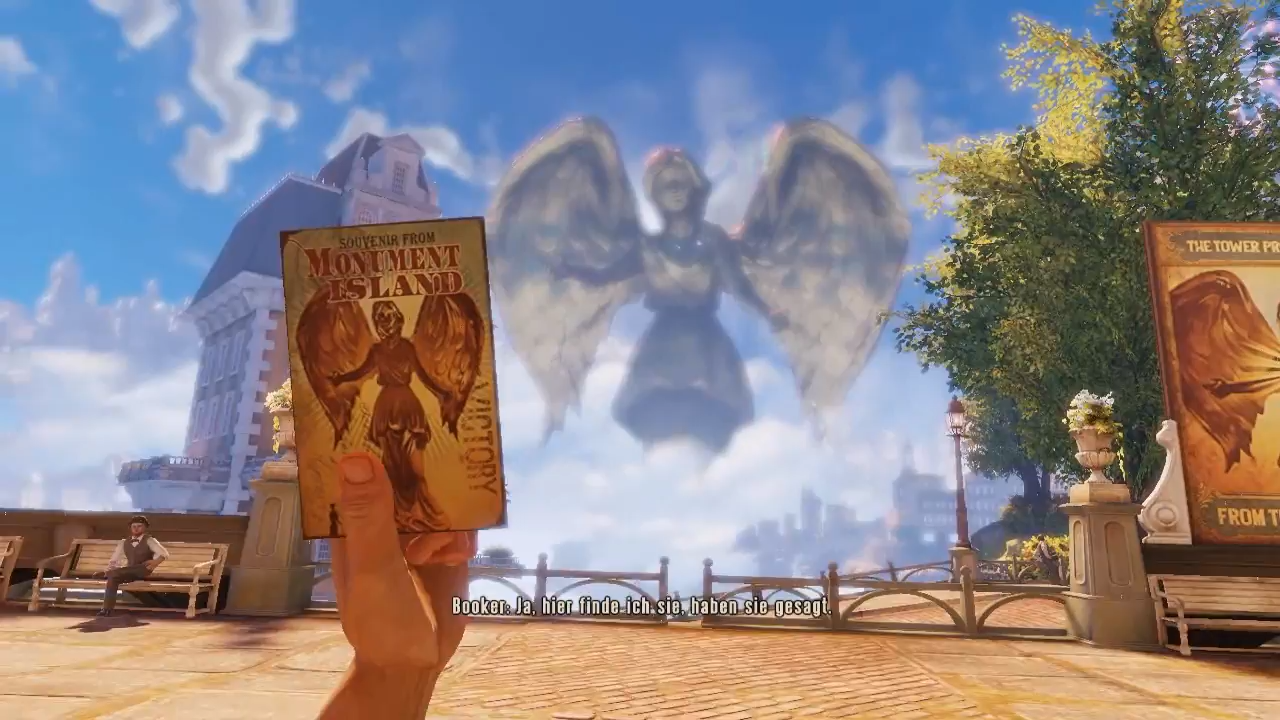 SOUVENIR FROM
MONUMENT
ISLAND
VICTORY
THE TOWER PR
FROM T
Booker: Ja, hier finde ich sie, haben sie gesagt.